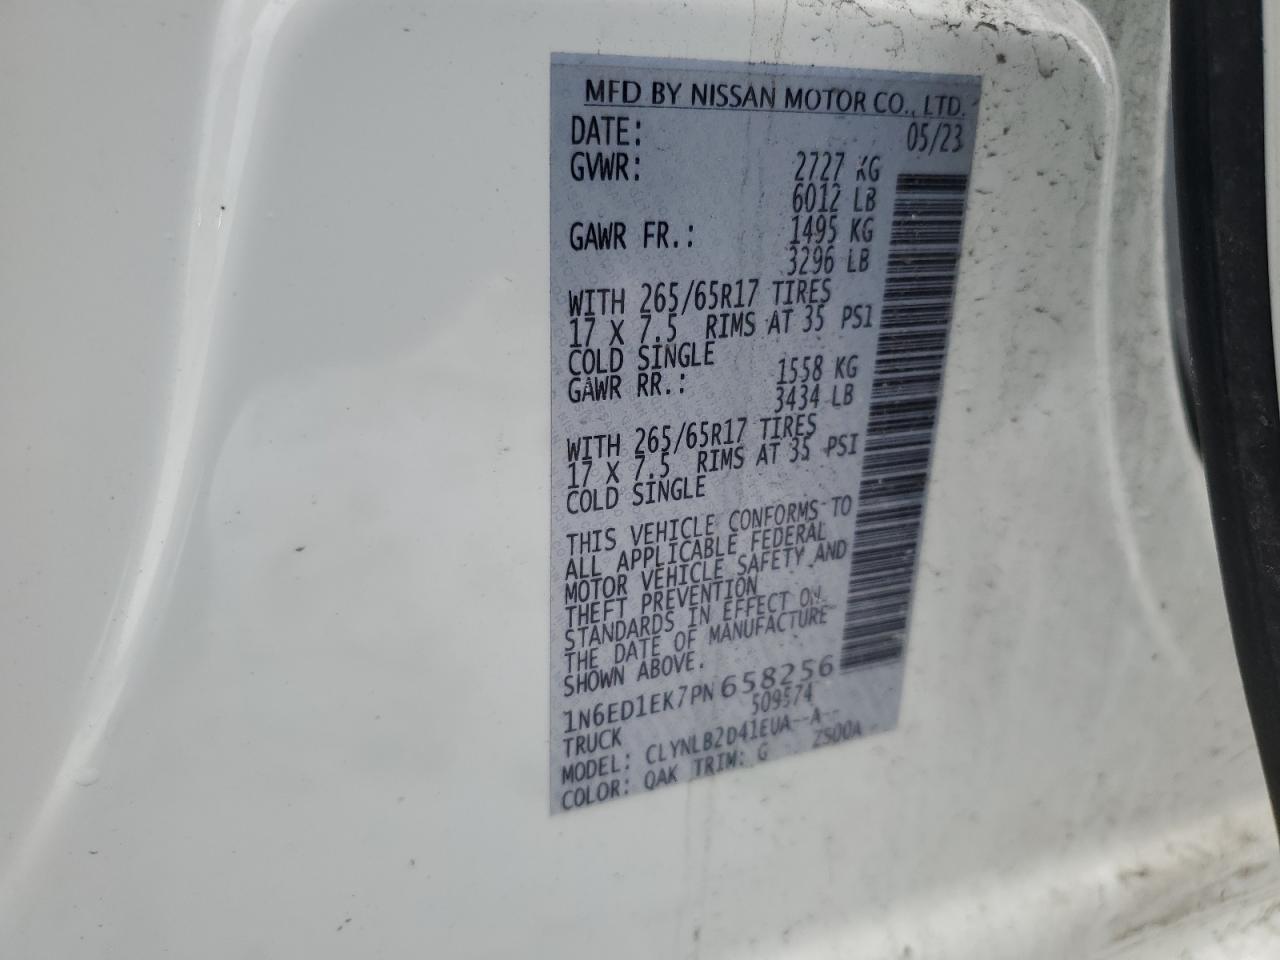 MFD BY NISSAN MOTOR CO., LTD.
DATE: 05/23
GVWR: 2727 KG
6012 LB
GAWR FR.: 1495 KG
3296 LB
WITH 265/65R17 TIRES
17 X 7.5 RIMS AT 35 PSI
COLD SINGLE
GAWR RR.: 1558 KG
3434 LB
WITH 265/65R17 TIRES
17 X 7.5 RIMS AT 35 PSI
COLD SINGLE
THIS VEHICLE CONFORMS TO
ALL APPLICABLE FEDERAL
MOTOR VEHICLE SAFETY AND
THEFT PREVENTION
STANDARDS IN EFFECT ON
THE DATE OF MANUFACTURE
SHOWN ABOVE.
1N6ED1EK7PN658256
TRUCK 509574
MODEL: CLYNLB2D41EUA--A--
COLOR: QAK TRIM: G Z500A